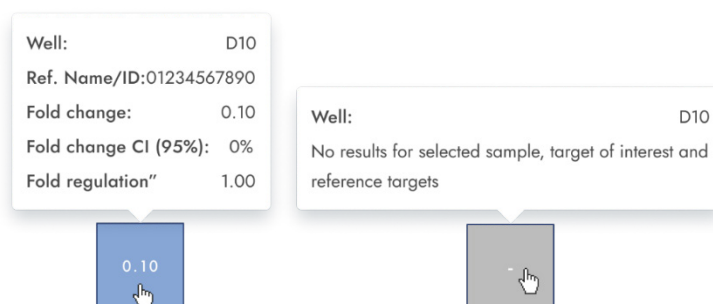 Well: D10
Ref. Name/ID:01234567890
Fold change: 0.10
Fold change CI (95%): 0%
Fold regulation” 1.00
0.10
Well: D10
No results for selected sample, target of interest and
reference targets
-